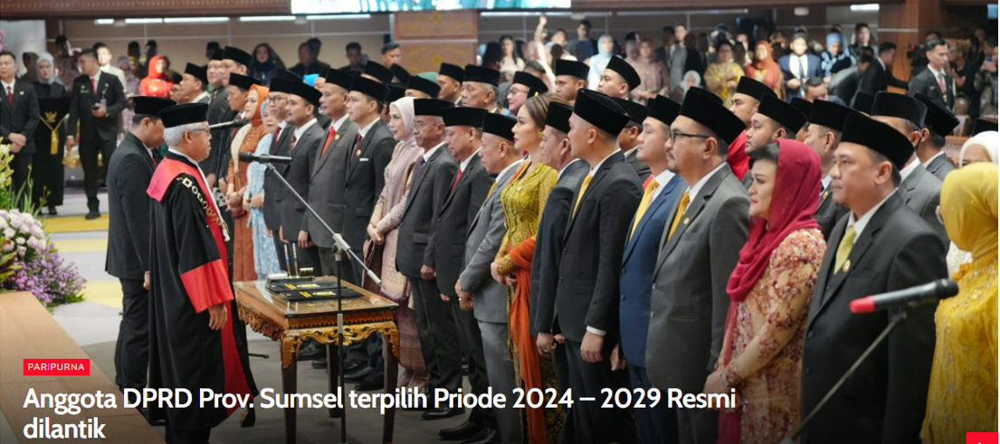 PARIPURNA
Anggota DPRD Prov. Sumsel terpilih Priode 2024 – 2029 Resmi
dilantik